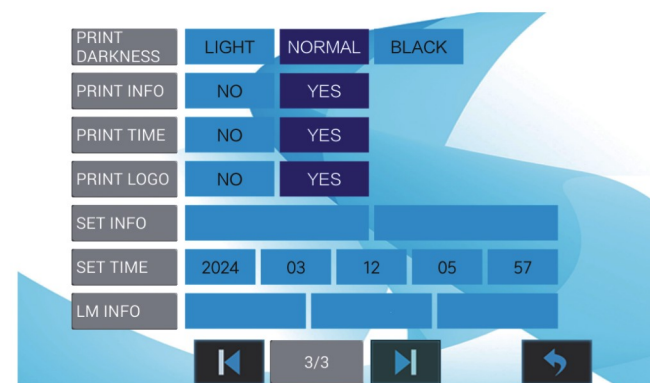 PRINT
DARKNESS LIGHT NORMAL BLACK
PRINT INFO NO YES
PRINT TIME NO YES
PRINT LOGO NO YES
SET INFO
SET TIME 2024 03 12 05 57
LM INFO
3/3